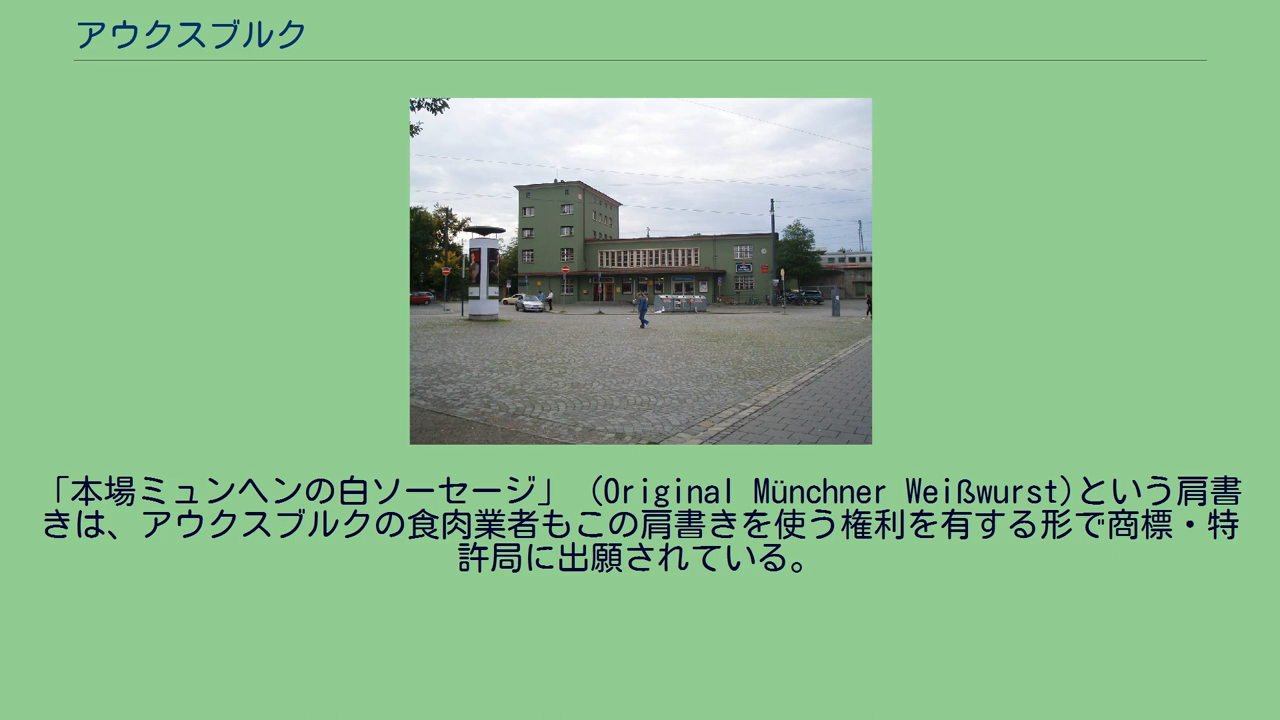 アウクスブルク
「本場ミュンヘンの白ソーセージ」 (Original Münchner Weißwurst)という肩書
きは、アウクスブルクの食肉業者もこの肩書きを使う権利を有する形で商標・特
許局に出願されている。